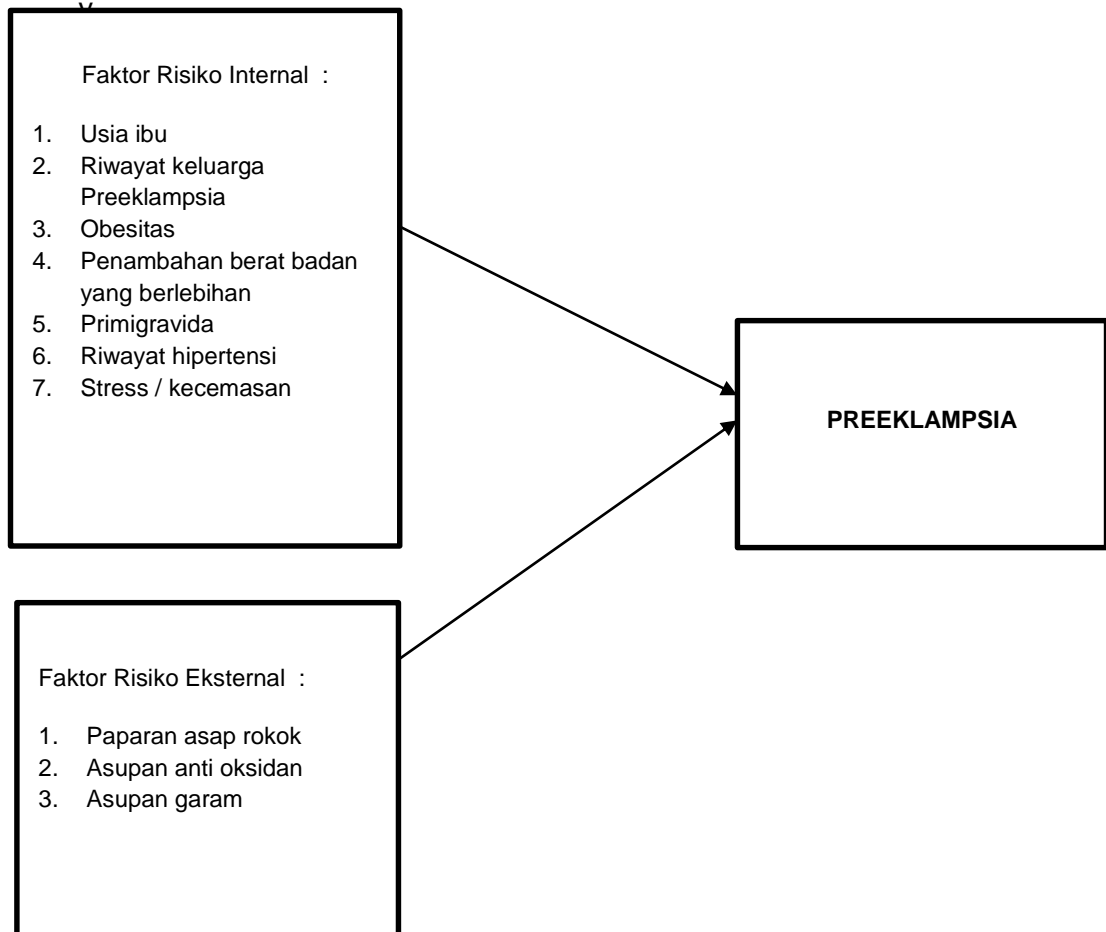 Faktor Risiko Internal :
1. Usia ibu
2. Riwayat keluarga
Preeklampsia
3. Obesitas
4. Penambahan berat badan
yang berlebihan
5. Primigravida
6. Riwayat hipertensi
7. Stress / kecemasan
PREEKLAMPSIA
Faktor Risiko Eksternal :
1. Paparan asap rokok
2. Asupan anti oksidan
3. Asupan garam